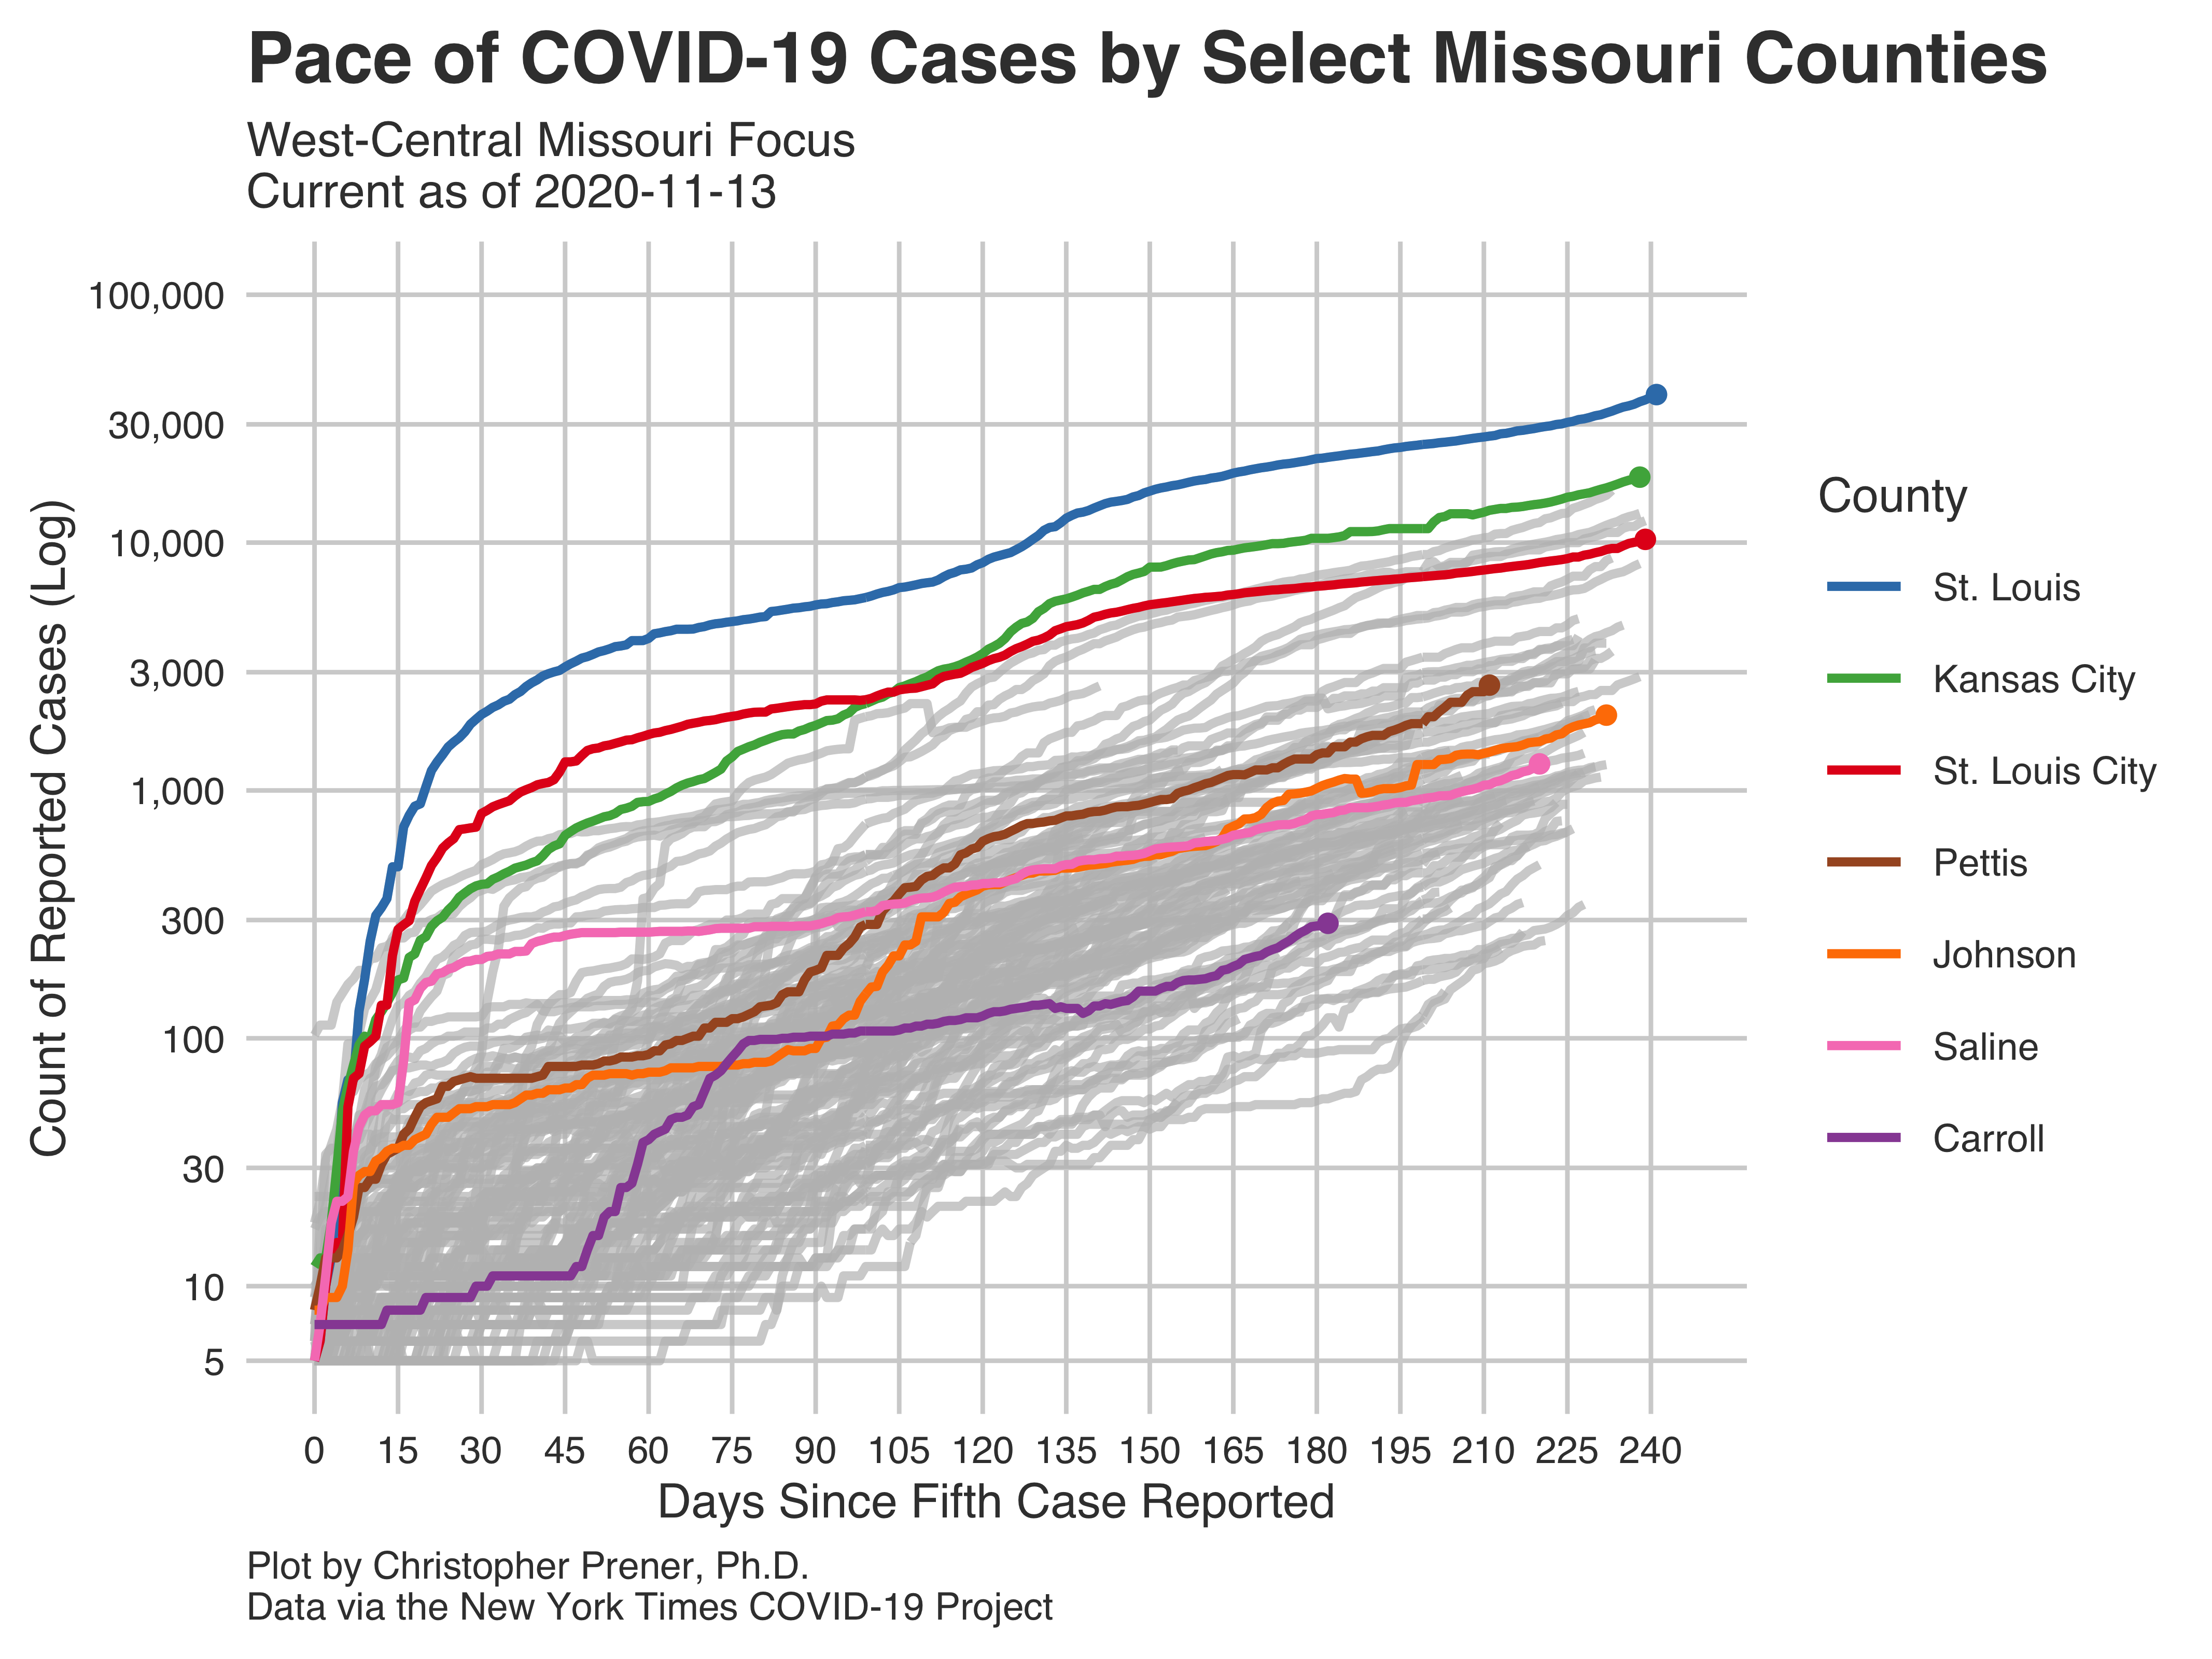 Pace of COVID-19 Cases by Select Missouri Counties
West-Central Missouri Focus
Current as of 2020-11-13
Count of Reported Cases (Log)
100,000
30,000
10,000
3,000
1,000
300
100
30
10
5
0 15 30 45 60 75 90 105 120 135 150 165 180 195 210 225 240
Days Since Fifth Case Reported
County
St. Louis
Kansas City
St. Louis City
Pettis
Johnson
Saline
Carroll
Plot by Christopher Prener, Ph.D.
Data via the New York Times COVID-19 Project